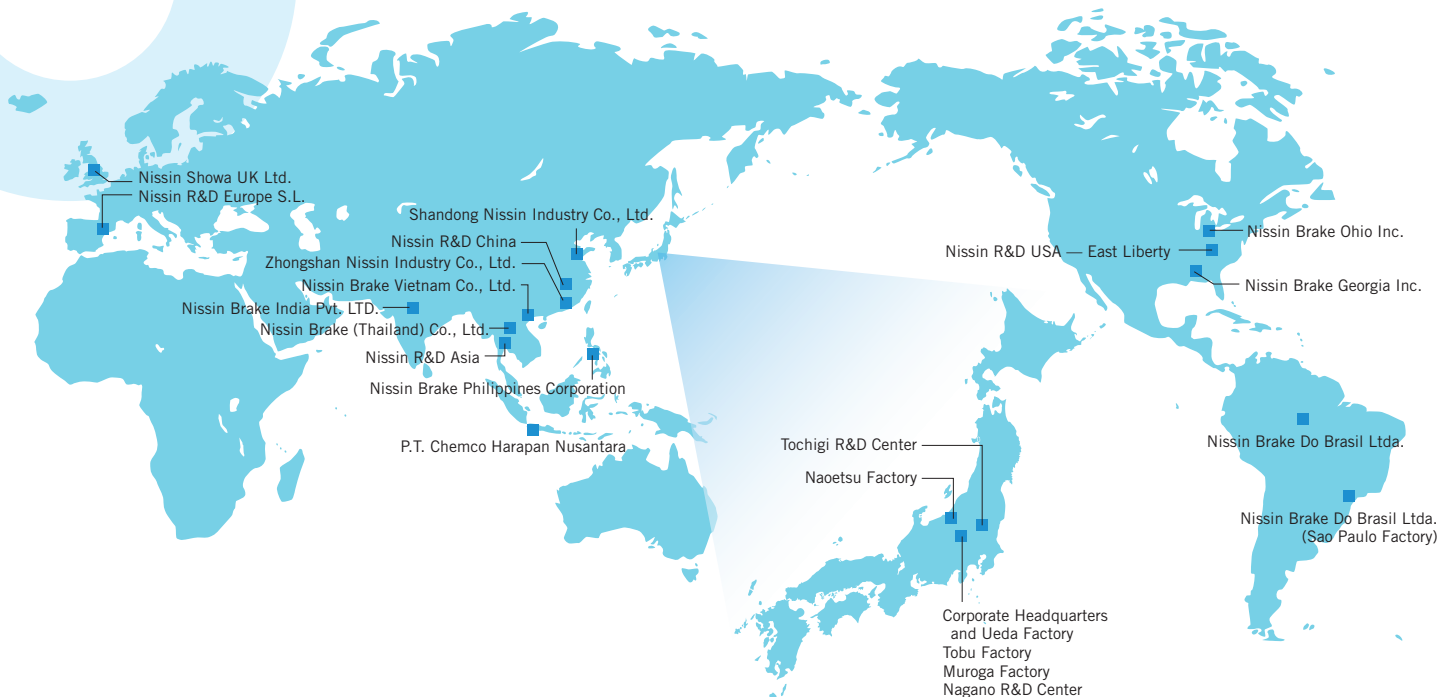 Nissin Showa UK Ltd.
Nissin R&D Europe S.L.
Shandong Nissin Industry Co., Ltd.
Nissin R&D China
Zhongshan Nissin Industry Co., Ltd.
Nissin Brake Vietnam Co., Ltd.
Nissin Brake India Pvt. LTD.
Nissin Brake (Thailand) Co., Ltd.
Nissin R&D Asia
Nissin Brake Philippines Corporation
P.T. Chemco Harapan Nusantara
Tochigi R&D Center
Naoetsu Factory
Corporate Headquarters
and Ueda Factory
Tobu Factory
Muroga Factory
Nagano R&D Center
Nissin Brake Ohio Inc.
Nissin R&D USA — East Liberty
Nissin Brake Georgia Inc.
Nissin Brake Do Brasil Ltda.
Nissin Brake Do Brasil Ltda.
(Sao Paulo Factory)